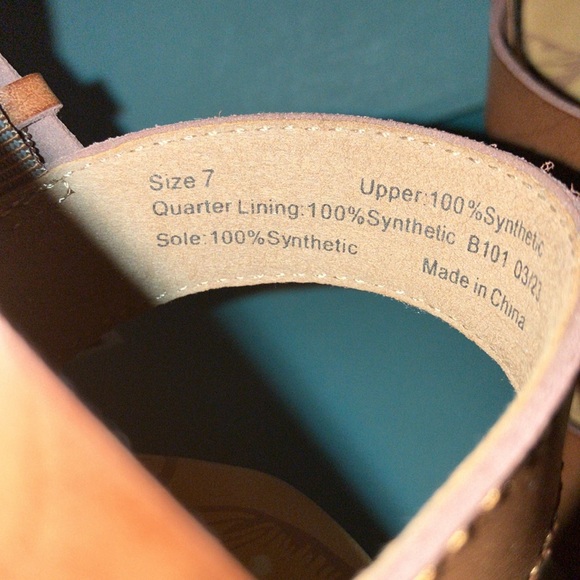 Size 7 Upper:100%Synthetic
Quarter Lining:100%Synthetic B101 03/23
Sole:100%Synthetic Made in China